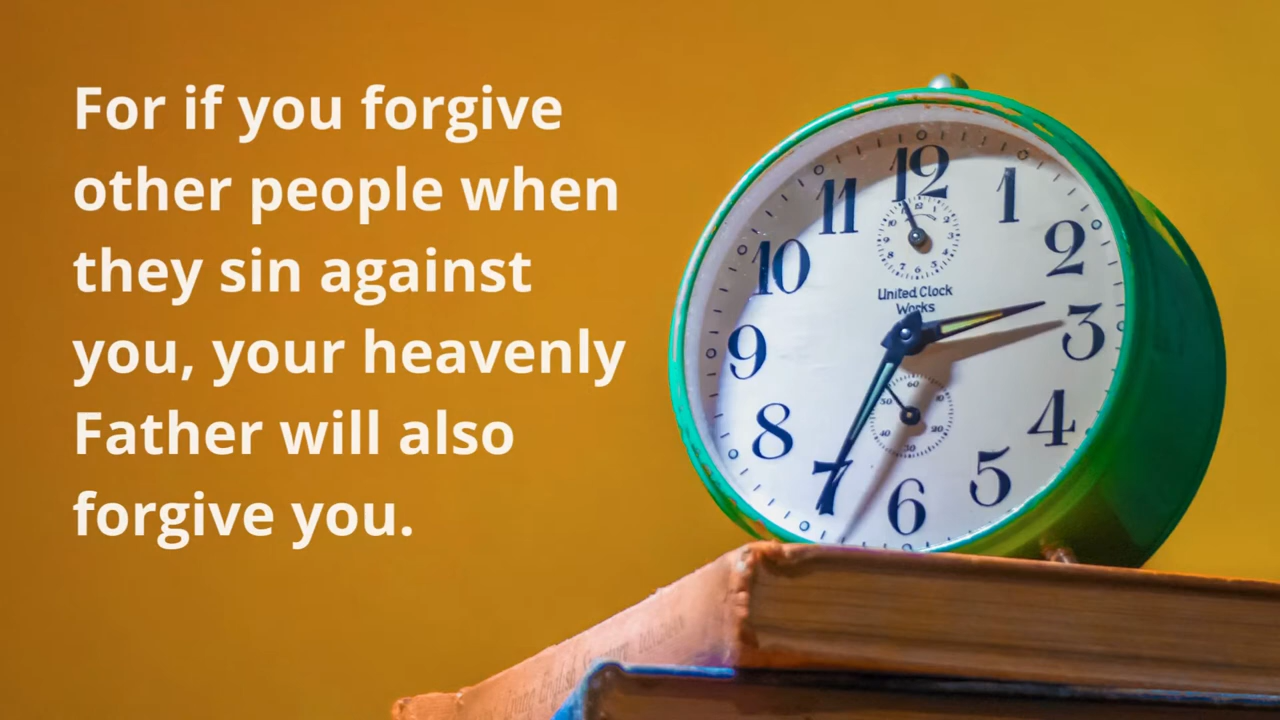 For if you forgive
other people when
they sin against
you, your heavenly
Father will also
forgive you.
12
11
1
10
2
United Clock
Works
9
3
8
4
7
5
6